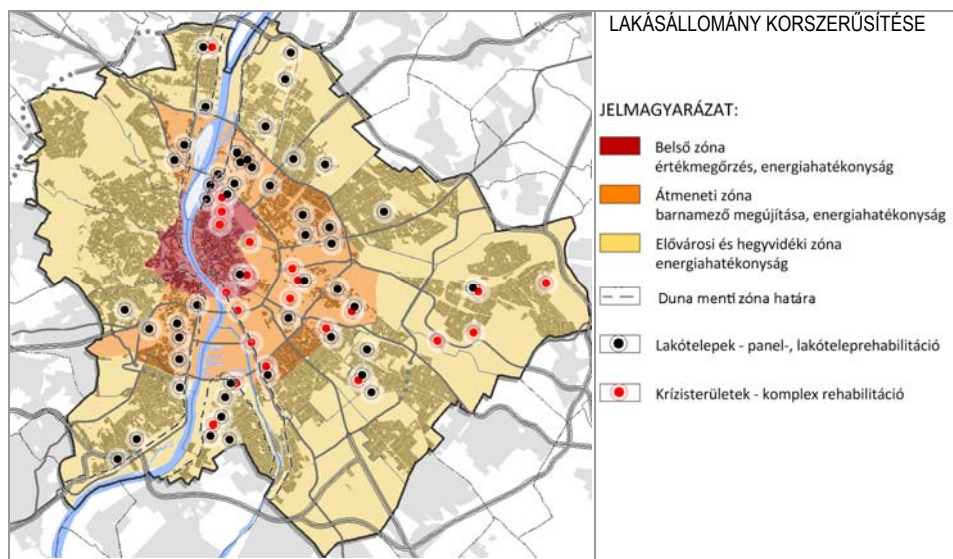 LAKÁSÁLLOMÁNY KORSZERŰSÍTÉSE
JELMAGYARÁZAT:
Belső zóna
értékmegőrzés, energiahatékonyság
Átmeneti zóna
barnamező megújítása, energiahatékonyság
Elővárosi és hegyvidéki zóna
energiahatékonyság
Duna menti zóna határa
Lakótelepek - panel-, lakóteleprehabilitáció
Krízisterületek - komplex rehabilitáció